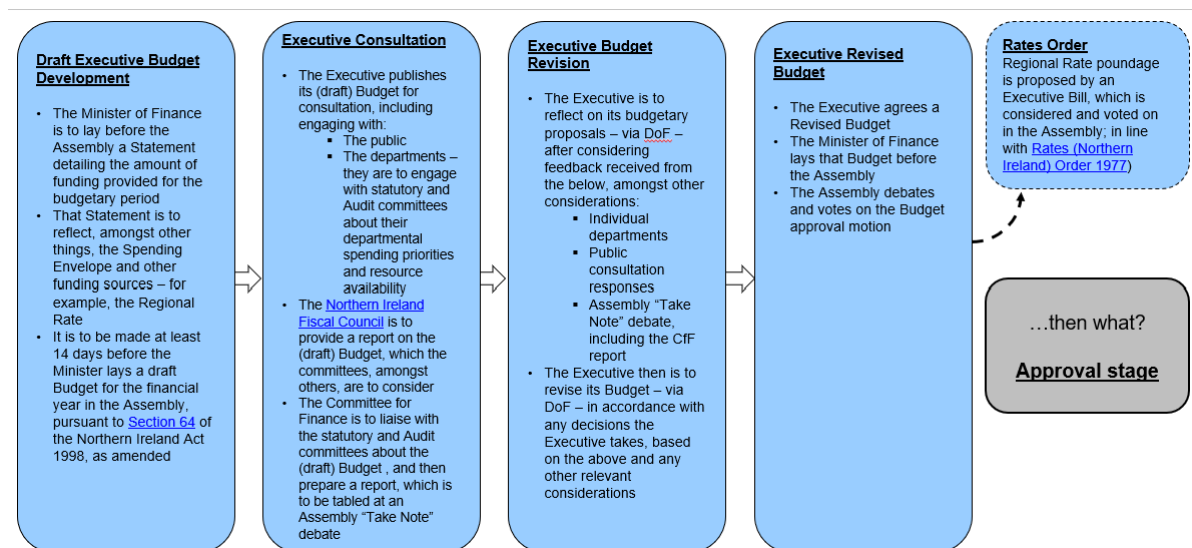 Draft Executive Budget
Development
• The Minister of Finance
is to lay before the
Assembly a Statement
detailing the amount of
funding provided for the
budgetary period
• That Statement is to
reflect, amongst other
things, the Spending
Envelope and other
funding sources – for
example, the Regional
Rate
• It is to be made at least
14 days before the
Minister lays a draft
Budget for the financial
year in the Assembly,
pursuant to Section 64 of
the Northern Ireland Act
1998, as amended
Executive Consultation
• The Executive publishes
its (draft) Budget for
consultation, including
engaging with:
▪ The public
▪ The departments –
they are to engage
with statutory and
Audit committees
about their
departmental
spending priorities
and resource
availability
• The Northern Ireland
Fiscal Council is to
provide a report on the
(draft) Budget, which the
committees, amongst
others, are to consider
• The Committee for
Finance is to liaise with
the statutory and Audit
committees about the
(draft) Budget , and then
prepare a report, which is
to be tabled at an
Assembly “Take Note”
debate
Executive Budget
Revision
• The Executive is to
reflect on its budgetary
proposals – via DoF –
after considering
feedback received from
the below, amongst other
considerations:
▪ Individual
departments
▪ Public
consultation
responses
▪ Assembly “Take
Note” debate,
including the CfF
report
• The Executive then is to
revise its Budget – via
DoF – in accordance with
any decisions the
Executive takes, based
on the above and any
other relevant
considerations
Executive Revised
Budget
• The Executive agrees a
Revised Budget
• The Minister of Finance
lays that Budget before
the Assembly
• The Assembly debates
and votes on the Budget
approval motion
Rates Order
Regional Rate poundage
is proposed by an
Executive Bill, which is
considered and voted on
in the Assembly; in line
with Rates (Northern
Ireland) Order 1977)
…then what?
Approval stage